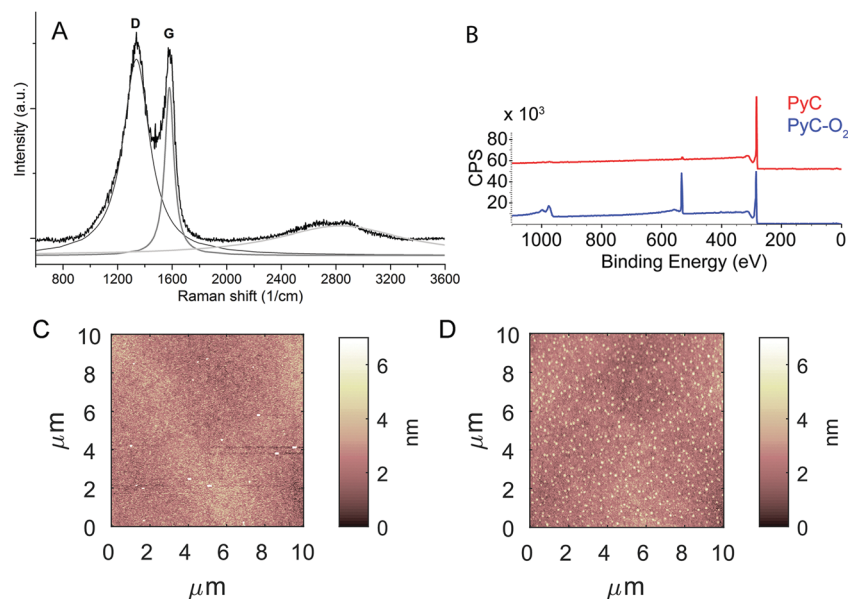 A
D
G
Intensity (a.u.)
800
1200
1600
2000
2400
2800
3200
3600
Raman shift (1/cm)
B
x 10³
PyC
PyC-O₂
CPS
80
60
40
20
1000
800
600
400
200
0
Binding Energy (eV)
C
10
8
6
4
2
0
μm
0 2 4 6 8 10
μm
6
4
2
0
nm
D
10
8
6
4
2
0
μm
0 2 4 6 8 10
μm
6
4
2
0
nm